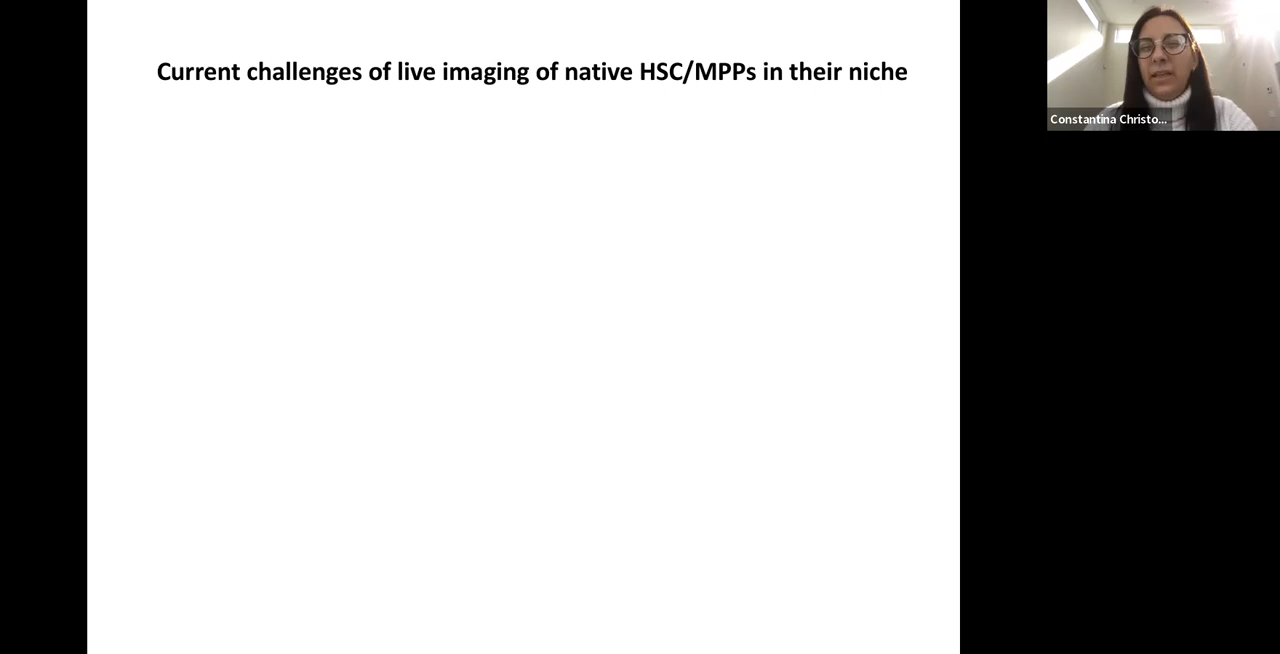 Current challenges of live imaging of native HSC/MPPs in their niche
Constantina Christo...